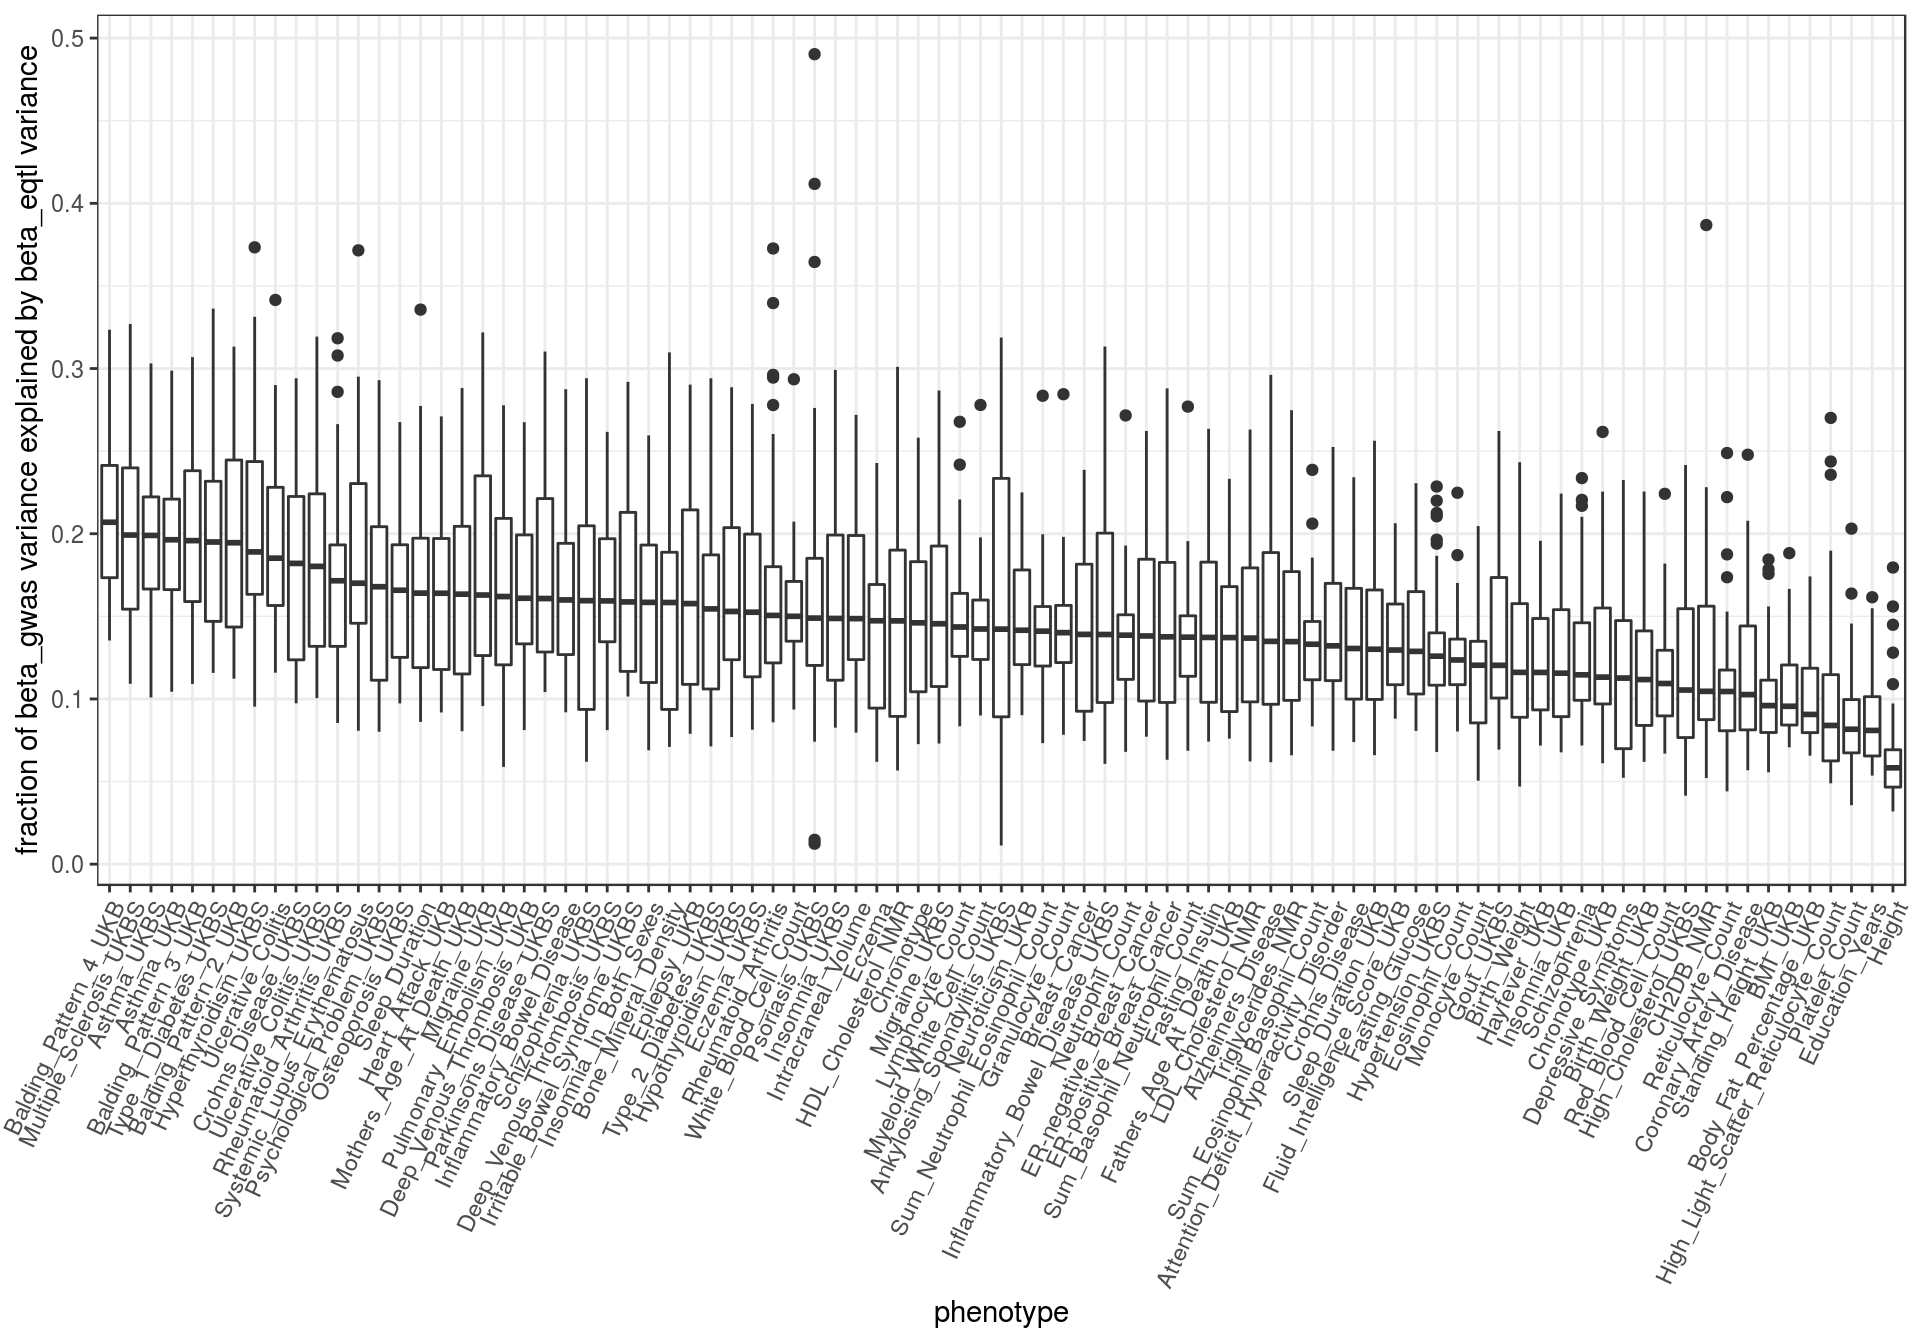 fraction of beta_gwas variance explained by beta_eqtl variance
0.5
0.4
0.3
0.2
0.1
0.0
Balding_Pattern_4_UKB
Multiple_Sclerosis_UKBS
Asthma_UKBS
Asthma_UKB
Balding_Pattern_3_UKB
Type_1_Diabetes_UKBS
Balding_Pattern_2_UKB
Hyperthyroidism_UKBS
Ulcerative_Colitis
Crohns_Disease_UKBS
Ulcerative_Colitis_UKBS
Rheumatoid_Arthritis_UKBS
Systemic_Lupus_Erythematosus
Psychological_Problem_UKBS
Osteoporosis_UKBS
Sleep_Duration
Heart_Attack_UKB
Mothers_Age_At_Death_UKB
Migraine_UKB
Pulmonary_Embolism_UKB
Deep_Venous_Thrombosis_UKB
Parkinsons_Disease_UKBS
Inflammatory_Bowel_Disease
Schizophrenia_UKBS
Deep_Venous_Thrombosis_UKBS
Irritable_Bowel_Syndrome_UKBS
Insomnia_In_Both_Sexes
Bone_Mineral_Density
Epilepsy_UKB
Type_2_Diabetes_UKBS
Hypothyroidism_UKBS
Eczema_UKBS
Rheumatoid_Arthritis
White_Blood_Cell_Count
Psoriasis_UKBS
Insomnia_UKBS
Intracraneal_Volume
Eczema
HDL_Cholesterol_NMR
Chronotype
Migraine_UKBS
Lymphocyte_Count
Myeloid_White_Cell_Count
Ankylosing_Spondylitis_UKBS
Neuroticism_UKB
Sum_Neutrophil_Eosinophil_Count
Granulocyte_Count
Breast_Cancer
Inflammatory_Bowel_Disease_UKBS
Neutrophil_Count
ER-negative_Breast_Cancer
ER-positive_Breast_Cancer
Sum_Basophil_Neutrophil_Count
Fasting_Insulin
Fathers_Age_At_Death_UKB
LDL_Cholesterol_NMR
Alzheimers_Disease
Triglycerides_NMR
Sum_Eosinophil_Basophil_Count
Attention_Deficit_Hyperactivity_Disorder
Crohns_Disease
Sleep_Duration_UKB
Fluid_Intelligence_Score_UKB
Fasting_Glucose
Hypertension_UKBS
Eosinophil_Count
Monocyte_Count
Gout_UKBS
Birth_Weight
Hayfever_UKB
Insomnia_UKB
Schizophrenia
Chronotype_UKB
Depressive_Symptoms
Birth_Weight_UKB
Red_Blood_Cell_Count
High_Cholesterol_UKBS
CH2DB_NMR
Reticulocyte_Count
Coronary_Artery_Disease
Standing_Height_UKB
BMI_UKB
Body_Fat_Percentage_UKB
High_Light_Scatter_Reticulocyte_Count
Platelet_Count
Education_Years
Height
phenotype